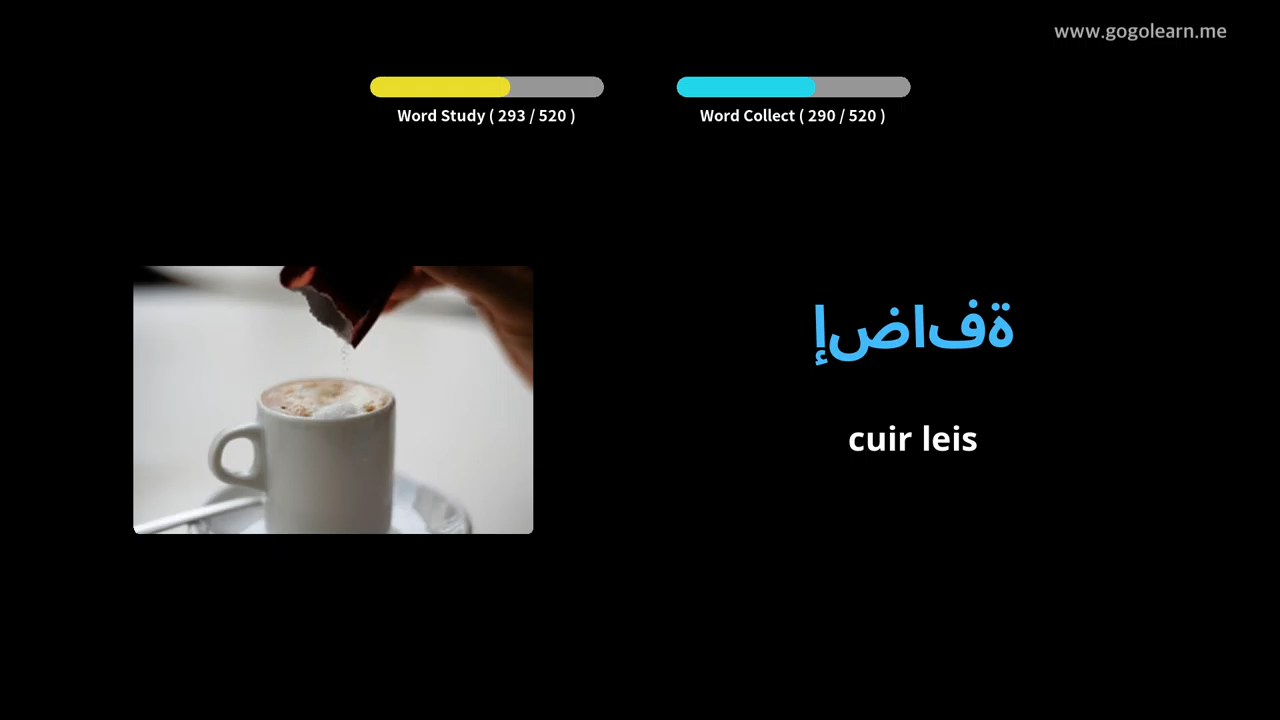 www.gogolearn.me
Word Study ( 293 / 520 )
Word Collect ( 290 / 520 )
ةفاضإ
cuir leis